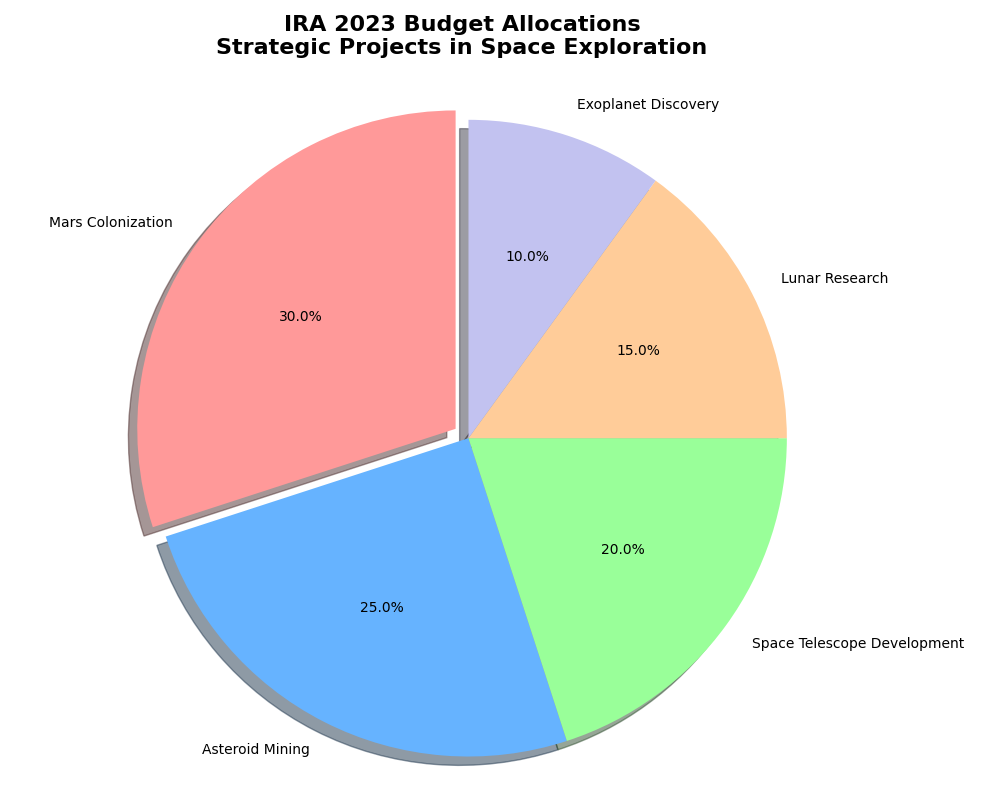 IRA 2023 Budget Allocations
Strategic Projects in Space Exploration
Exoplanet Discovery
Mars Colonization
10.0%
Lunar Research
30.0%
15.0%
20.0%
25.0%
Space Telescope Development
Asteroid Mining